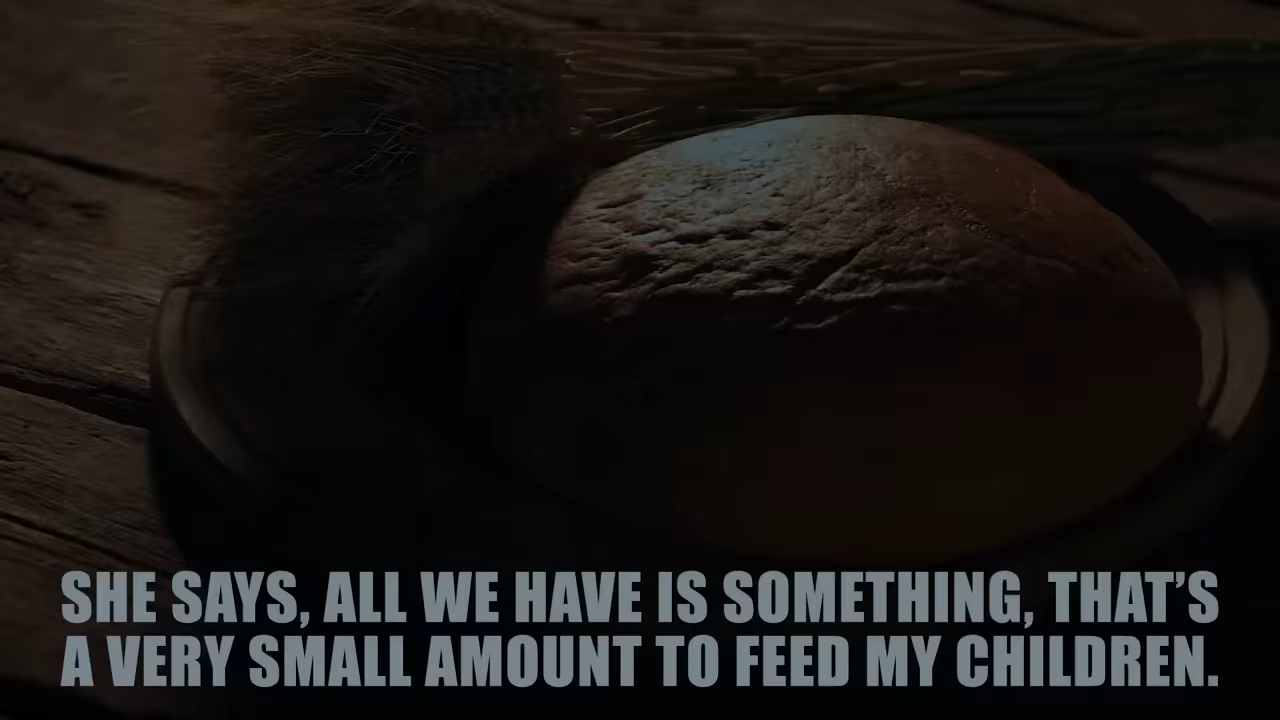 SHE SAYS, ALL WE HAVE IS SOMETHING, THAT’S
A VERY SMALL AMOUNT TO FEED MY CHILDREN.